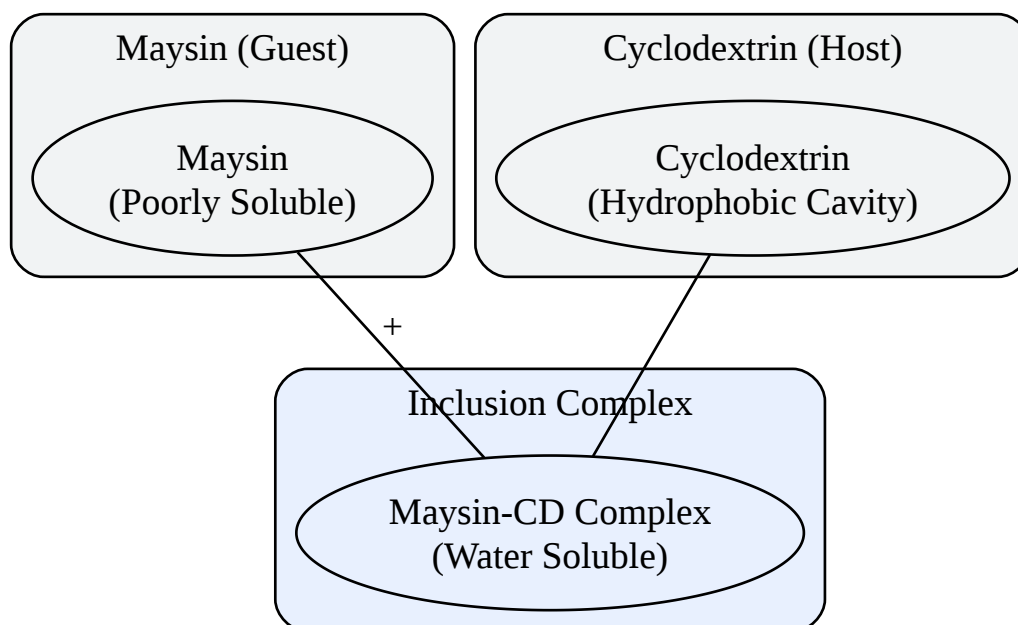 Maysin (Guest)
Cyclodextrin (Host)
Maysin
(Poorly Soluble)
Cyclodextrin
(Hydrophobic Cavity)
+
Inclusion Complex
Maysin-CD Complex
(Water Soluble)